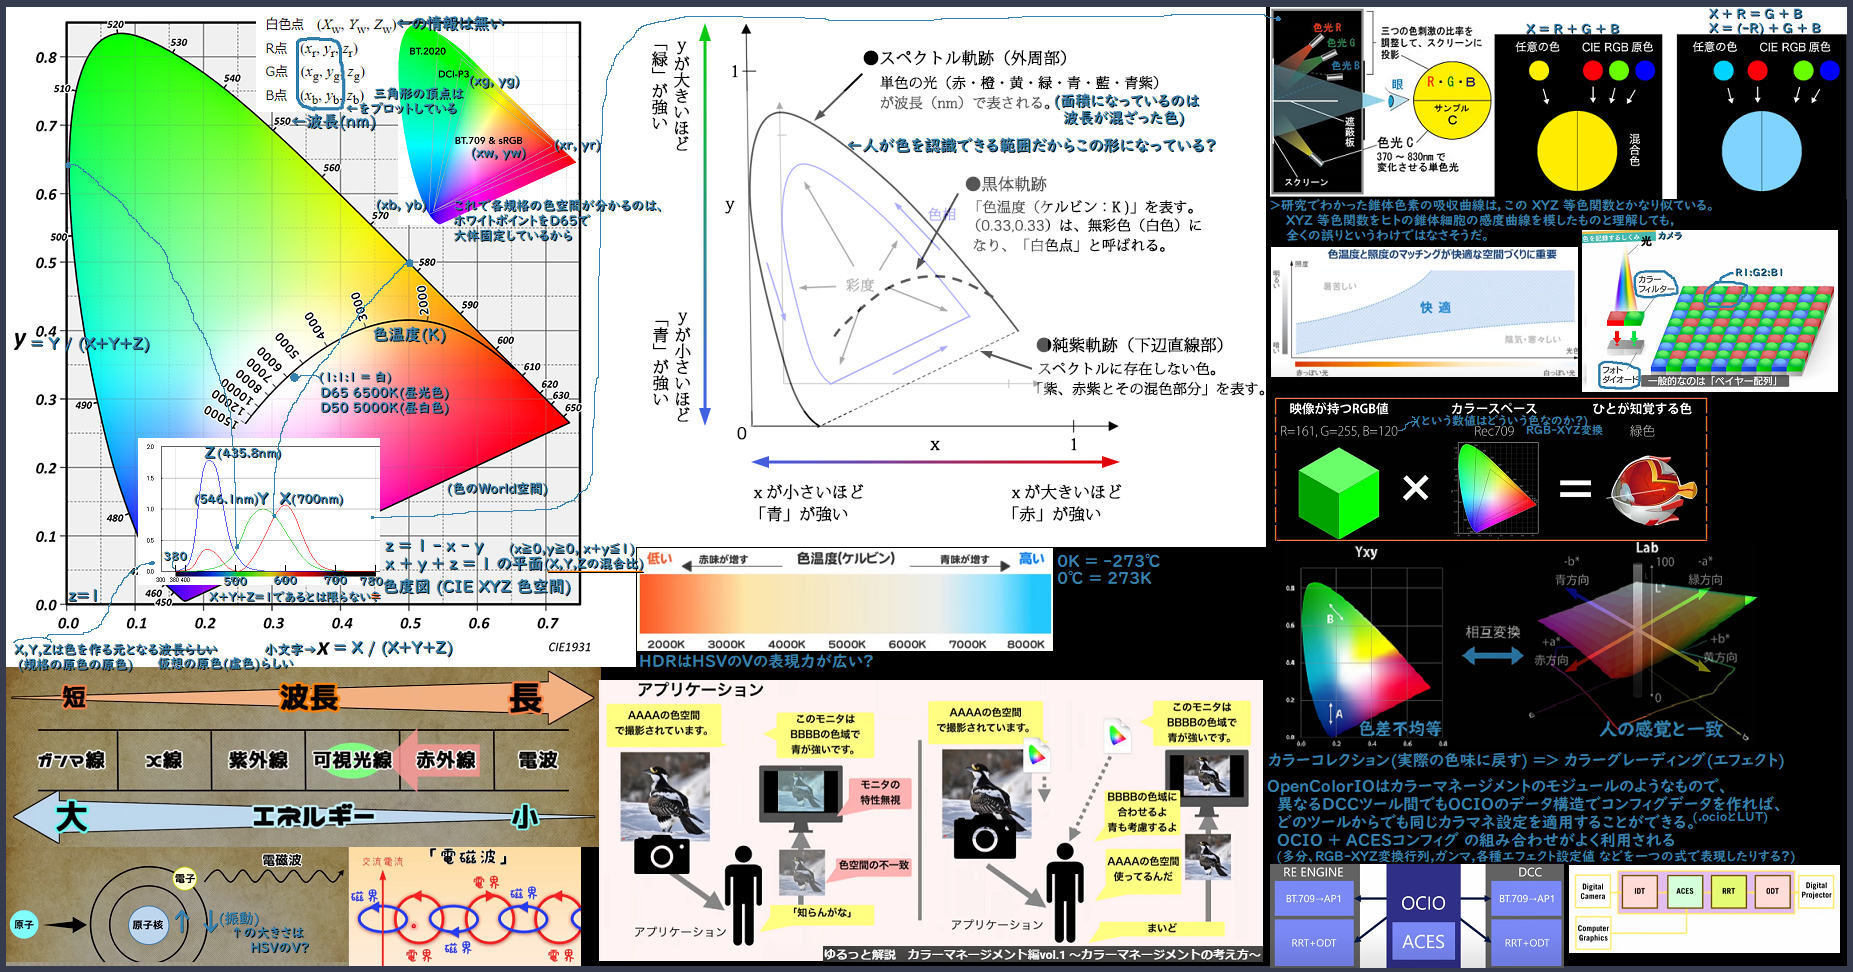 白色点 (Xw, Yw, Zw)←の情報は無い
R点 (xr, yr, zr)
G点 (xg, yg, zg)
B点 (xb, yb, zb)
三角形の頂点は
←をプロットしている
←波長(nm)
BT.2020
DCI-P3
(xg, yg)
BT.709 & sRGB
(xw, yw)
(xr, yr)
(xb, yb)
これで各規格の色空間が分かるのは、
ホワイトポイントをD65で
大体固定しているから
0.8
0.7
0.6
0.5
0.4
0.3
0.2
0.1
0.0
0.0 0.1 0.2 0.3 0.4 0.5 0.6 0.7
520
530
540
550
560
570
580
590
600
610
620
630
650
510
500
490
480
460
450
y = Y / (X+Y+Z)
2000
3000
4000
5000
6000
7000
8000
12000
15000
色温度(K)
(1:1:1 = 白)
D65 6500K(昼光色)
D50 5000K(昼白色)
Z(435.8nm)
(546.1nm)Y X(700nm)
2.0
1.5
1.0
0.5
0.0
380
300 380 400 500 600 700 780
(色のWorld空間)
z = 1 - x - y (x≧0,y≧0, x+y≦1)
x + y + z = 1 の平面(X,Y,Zの混合比)
色度図 (CIE XYZ 色空間)
z=1
X+Y+Z=1であるとは限らない
X,Y,Zは色を作る元となる波長らしい
(規格の原色の原色) 仮想の原色(虚色)らしい
小文字→x = X / (X+Y+Z)
CIE1931
yが大きいほど
「緑」が強い
yが小さいほど
「青」が強い
1
y
0
x
1
xが小さいほど
「青」が強い
xが大きいほど
「赤」が強い
●スペクトル軌跡（外周部）
単色の光（赤・橙・黄・緑・青・藍・青紫）
が波長（nm）で表される。(面積になっているのは
波長が混ざった色)
←人が色を認識できる範囲だからこの形になっている?
●黒体軌跡
「色温度（ケルビン：K）」を表す。
(0.33,0.33) は、無彩色（白色）に
なり、「白色点」と呼ばれる。
色相
彩度
●純紫軌跡（下辺直線部）
スペクトルに存在しない色。
「紫、赤紫とその混色部分」を表す。
低い 赤味が増す 色温度(ケルビン) 青味が増す 高い
2000K 3000K 4000K 5000K 6000K 7000K 8000K
0K = -273℃
0℃ = 273K
HDRはHSVのVの表現力が広い?
短 波長 長
ガンマ線 X線 紫外線 可視光線 赤外線 電波
大 エネルギー 小
電子
電磁波
原子
原子核
(振動)
↑の大きさは
HSVのV?
「電磁波」
交流電流
磁界
電界
磁界
電界
磁界
電界
電界
アプリケーション
AAAAの色空間
で撮影されています。
このモニタは
BBBBの色域で
青が強いです。
モニタの
特性無視
色空間の不一致
「知らんがな」
アプリケーション
AAAAの色空間
で撮影されています。
このモニタは
BBBBの色域で
青が強いです。
BBBBの色域に
合わせるよ
青も考慮するよ
AAAAの色空間
使ってるんだ
まいど
アプリケーション
ゆるっと解説 カラーマネージメント編vol.1 〜カラーマネージメントの考え方〜
色光R
色光G
色光B
三つの色刺激の比率を
調整して、スクリーンに
投影
眼
R・G・B
サンプル
C
遮蔽板
色光C
370 〜 830nm で
変化させる単色光
スクリーン
X = R + G + B
任意の色 CIE RGB 原色
混合色
X + R = G + B
X = (-R) + G + B
任意の色 CIE RGB 原色
>研究でわかった錐体色素の吸収曲線は, この XYZ 等色関数とかなり似ている。
XYZ 等色関数をヒトの錐体細胞の感度曲線を模したものと理解しても,
全くの誤りというわけではなさそうだ。
色温度と照度のマッチングが快適な空間づくりに重要
照度
明るい
暗い
暑苦しい
快適
陰気・寒々しい
光色
赤っぽい光 白っぽい光
色を記録するしくみ
光
カメラ
カラー
フィルター
R1:G2:B1
フォト
ダイオード
一般的なのは「ベイヤー配列」
映像が持つRGB値 カラースペース ひとが知覚する色
(という数値はどういう色なのか?)
R=161, G=255, B=120 Rec709 RGB-XYZ変換 緑色
Yxy
0.8
0.6
0.4
0.2
0.0
0.0 0.2 0.4 0.6 0.8
B
A
色差不均等
相互変換
Lab
100
L*
-b*
青方向
-a*
緑方向
+a*
赤方向
+b*
黄方向
0
人の感覚と一致
カラーコレクション(実際の色味に戻す) => カラーグレーディング(エフェクト)
OpenColorIOはカラーマネージメントのモジュールのようなもので、
異なるDCCツール間でもOCIOのデータ構造でコンフィグデータを作れば、
どのツールからでも同じカラマネ設定を適用することができる。(.ocioとLUT)
OCIO + ACESコンフィグ の組み合わせがよく利用される
(多分、RGB-XYZ変換行列,ガンマ,各種エフェクト設定値 などを一つの式で表現したりする?)
RE ENGINE
BT.709→AP1
RRT+ODT
OCIO
ACES
DCC
BT.709→AP1
RRT+ODT
Digital
Camera
Computer
Graphics
IDT ACES RRT ODT
Digital
Projector